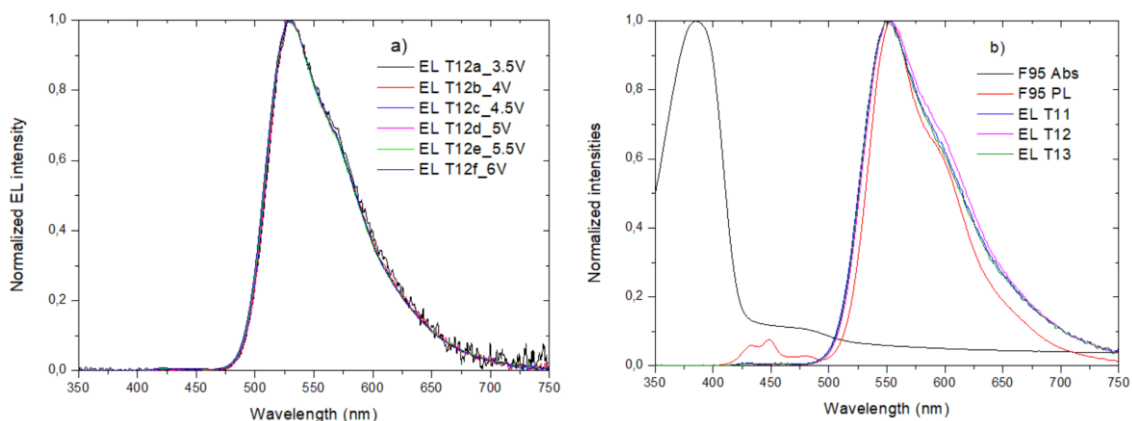 1,0
0,8
0,6
0,4
0,2
0,0
Normalized EL intensity
a)
EL T12a_3.5V
EL T12b_4V
EL T12c_4.5V
EL T12d_5V
EL T12e_5.5V
EL T12f_6V
350 400 450 500 550 600 650 700 750
Wavelength (nm)
1,0
0,8
0,6
0,4
0,2
0,0
Normalized intensities
b)
F95 Abs
F95 PL
EL T11
EL T12
EL T13
350 400 450 500 550 600 650 700 750
Wavelength (nm)